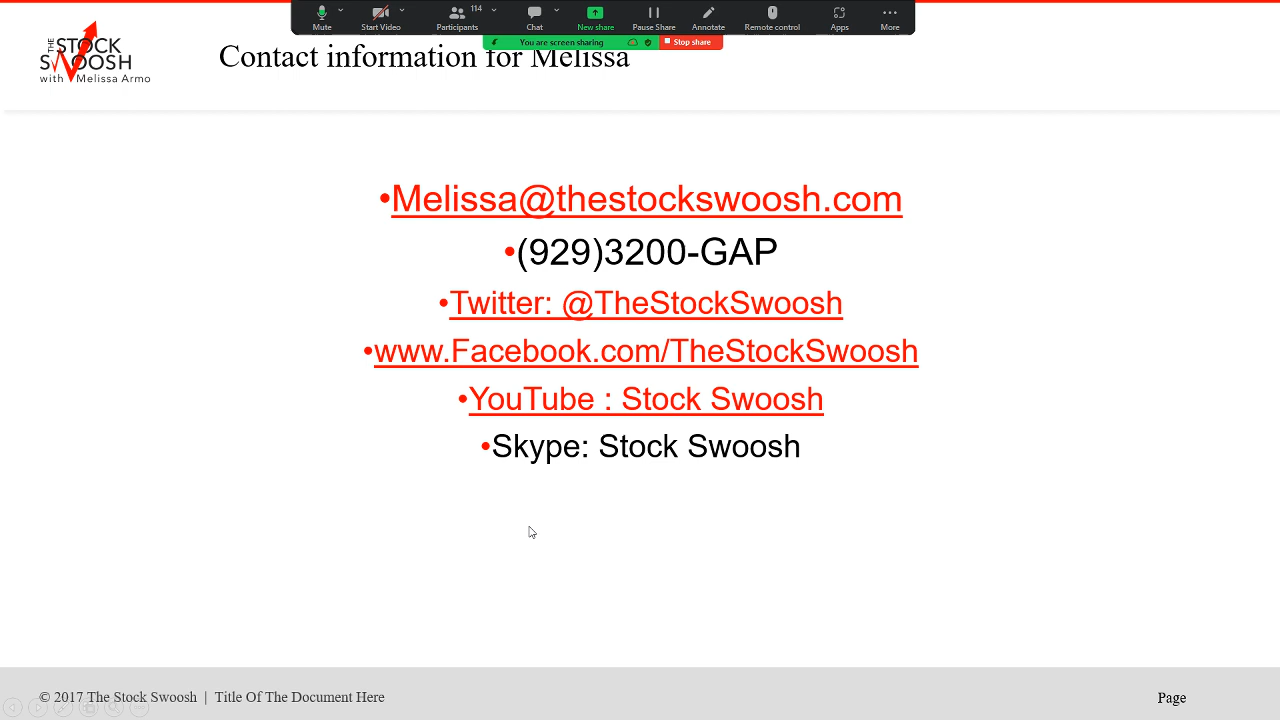 Mute
Start Video
Participants
114
Chat
New share
Pause Share
Annotate
Remote control
Apps
More
You are screen sharing
Stop share
THE STOCK
SWOOSH
with Melissa Armo
Contact information for Melissa
•Melissa@thestockswoosh.com
•(929)3200-GAP
•Twitter: @TheStockSwoosh
•www.Facebook.com/TheStockSwoosh
•YouTube : Stock Swoosh
•Skype: Stock Swoosh
© 2017 The Stock Swoosh | Title Of The Document Here
Page